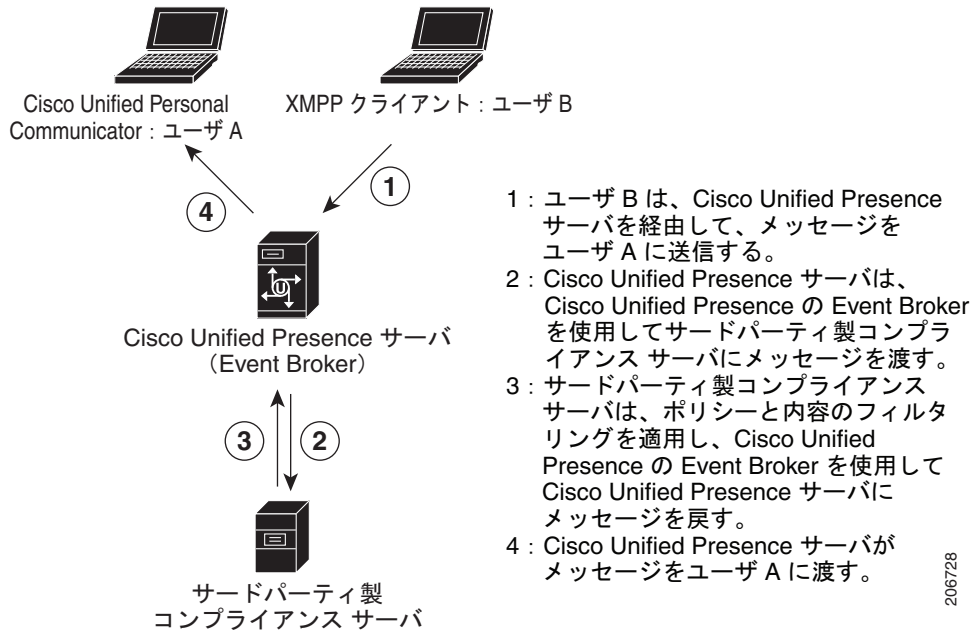 Cisco Unified Personal
Communicator：ユーザ A
XMPP クライアント：ユーザ B
4
1
U
Cisco Unified Presence サーバ
（Event Broker）
3
2
サードパーティ製
コンプライアンス サーバ
1：ユーザ B は、Cisco Unified Presence
サーバを経由して、メッセージを
ユーザ A に送信する。
2：Cisco Unified Presence サーバは、
Cisco Unified Presence の Event Broker
を使用してサードパーティ製コンプラ
イアンス サーバにメッセージを渡す。
3：サードパーティ製コンプライアンス
サーバは、ポリシーと内容のフィルタ
リングを適用し、Cisco Unified
Presence の Event Broker を使用して
Cisco Unified Presence サーバに
メッセージを戻す。
4：Cisco Unified Presence サーバが
メッセージをユーザ A に渡す。
206728